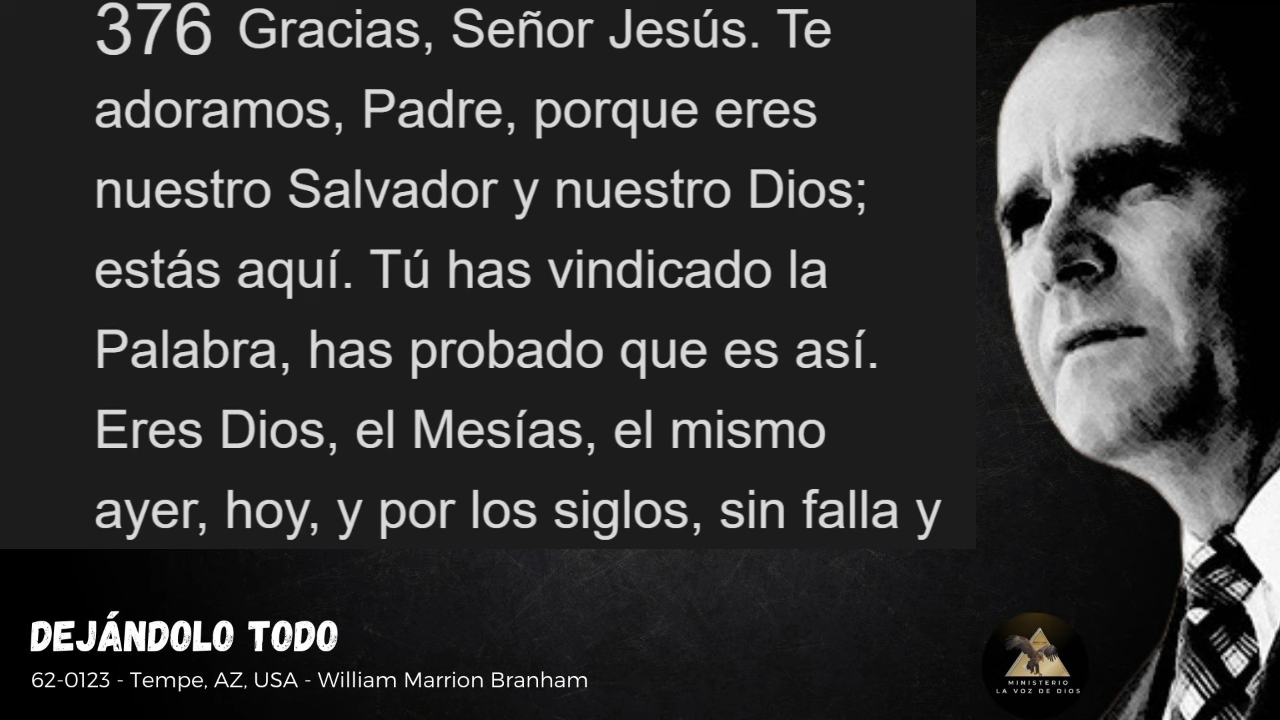 376 Gracias, Señor Jesús. Te
adoramos, Padre, porque eres
nuestro Salvador y nuestro Dios;
estás aquí. Tú has vindicado la
Palabra, has probado que es así.
Eres Dios, el Mesías, el mismo
ayer, hoy, y por los siglos, sin falla y
DEJÁNDOLO TODO
62-0123 - Tempe, AZ, USA - William Marrion Branham
MINISTERIO
LA VOZ DE DIOS